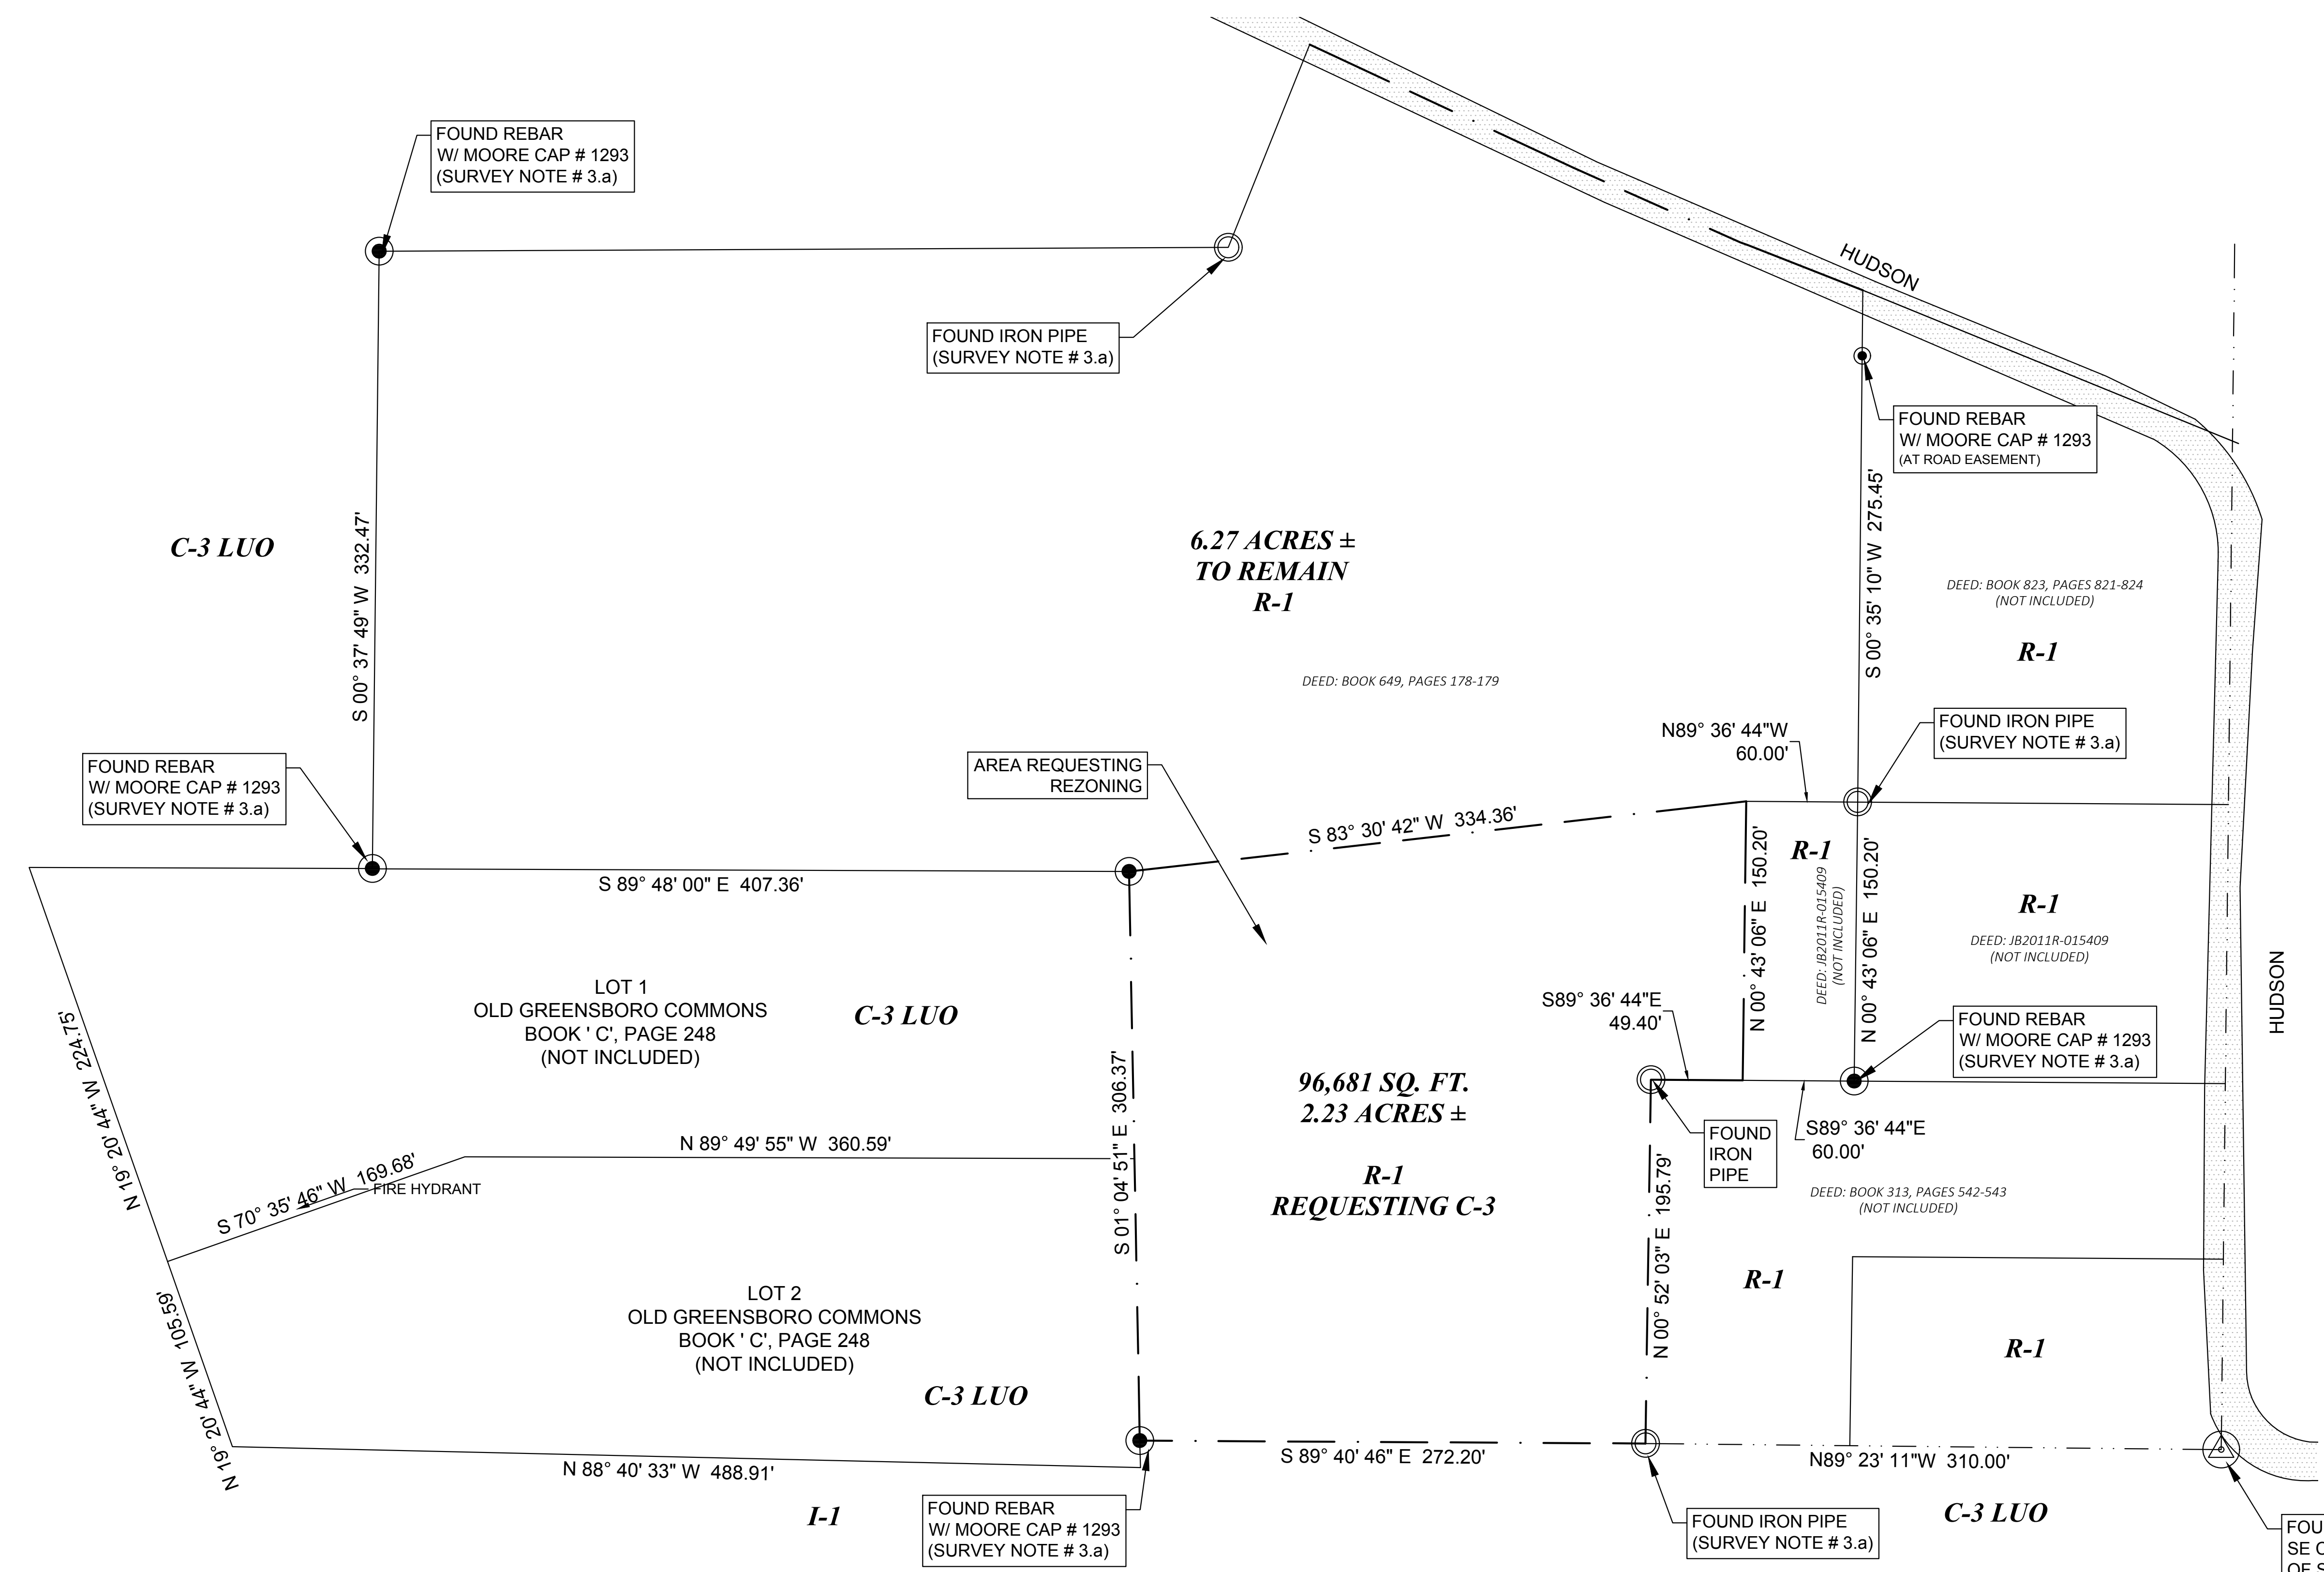 HUDSON
FOUND REBAR
W/ MOORE CAP # 1293
(SURVEY NOTE # 3.a)
FOUND IRON PIPE
(SURVEY NOTE # 3.a)
FOUND REBAR
W/ MOORE CAP # 1293
(AT ROAD EASEMENT)
C-3 LUO
S 00° 37' 49" W 332.47'
6.27 ACRES ±
TO REMAIN
R-1
DEED: BOOK 649, PAGES 178-179
S 00° 35' 10" W 275.45'
DEED: BOOK 823, PAGES 821-824
(NOT INCLUDED)
R-1
N89° 36' 44"W
60.00'
FOUND IRON PIPE
(SURVEY NOTE # 3.a)
FOUND REBAR
W/ MOORE CAP # 1293
(SURVEY NOTE # 3.a)
AREA REQUESTING
REZONING
S 83° 30' 42" W 334.36'
S 89° 48' 00" E 407.36'
R-1
N 00° 43' 06" E 150.20'
DEED: JB2011R-015409
(NOT INCLUDED)
N 00° 43' 06" E 150.20'
R-1
DEED: JB2011R-015409
(NOT INCLUDED)
HUDSON
LOT 1
OLD GREENSBORO COMMONS
BOOK ' C', PAGE 248
(NOT INCLUDED)
C-3 LUO
N 19° 20' 44" W 224.75'
S89° 36' 44"E
49.40'
FOUND REBAR
W/ MOORE CAP # 1293
(SURVEY NOTE # 3.a)
S 01° 04' 51" E 306.37'
96,681 SQ. FT.
2.23 ACRES ±
R-1
REQUESTING C-3
FOUND
IRON
PIPE
S89° 36' 44"E
60.00'
N 89° 49' 55" W 360.59'
S 70° 35' 46" W 169.68'
FIRE HYDRANT
DEED: BOOK 313, PAGES 542-543
(NOT INCLUDED)
N 00° 52' 03" E 195.79'
R-1
R-1
LOT 2
OLD GREENSBORO COMMONS
BOOK ' C', PAGE 248
(NOT INCLUDED)
C-3 LUO
N 19° 20' 44" W 105.59'
N 88° 40' 33" W 488.91'
S 89° 40' 46" E 272.20'
N89° 23' 11"W 310.00'
I-1
FOUND REBAR
W/ MOORE CAP # 1293
(SURVEY NOTE # 3.a)
FOUND IRON PIPE
(SURVEY NOTE # 3.a)
C-3 LUO
FOU
SE C
OF S